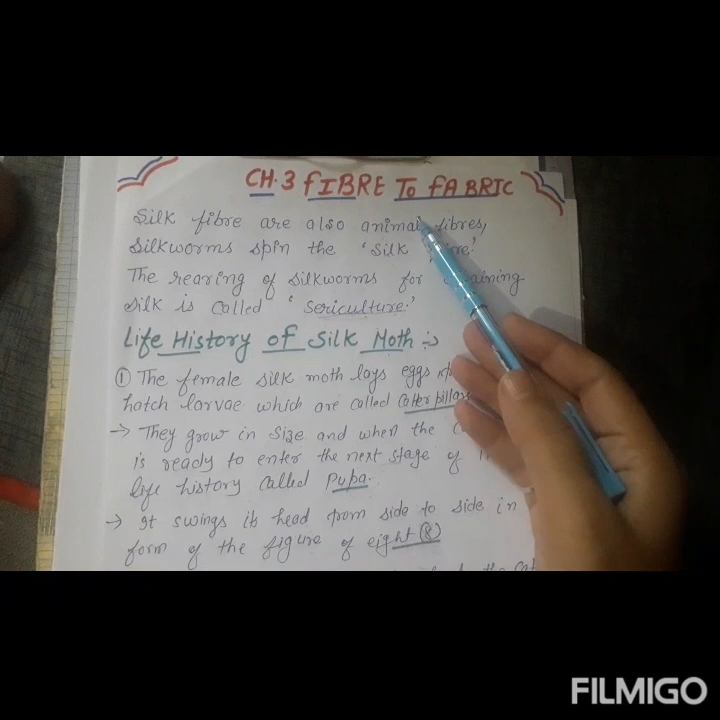 CH.3 FIBRE TO FABRIC
Silk fibre are also animal fibres,
Silkworms spin the 'Silk
The rearing of silkworms for
silk is called 'Sericulture.'
Life History of Silk Moth :-
① The female silk moth lays eggs
hatch larvae which are called Caterpillars
→ They grow in size and when the
is ready to enter the next stage of
life history called Pupa.
→ It swings its head from side to side in
form of the figure of eight (8)
FILMIGO